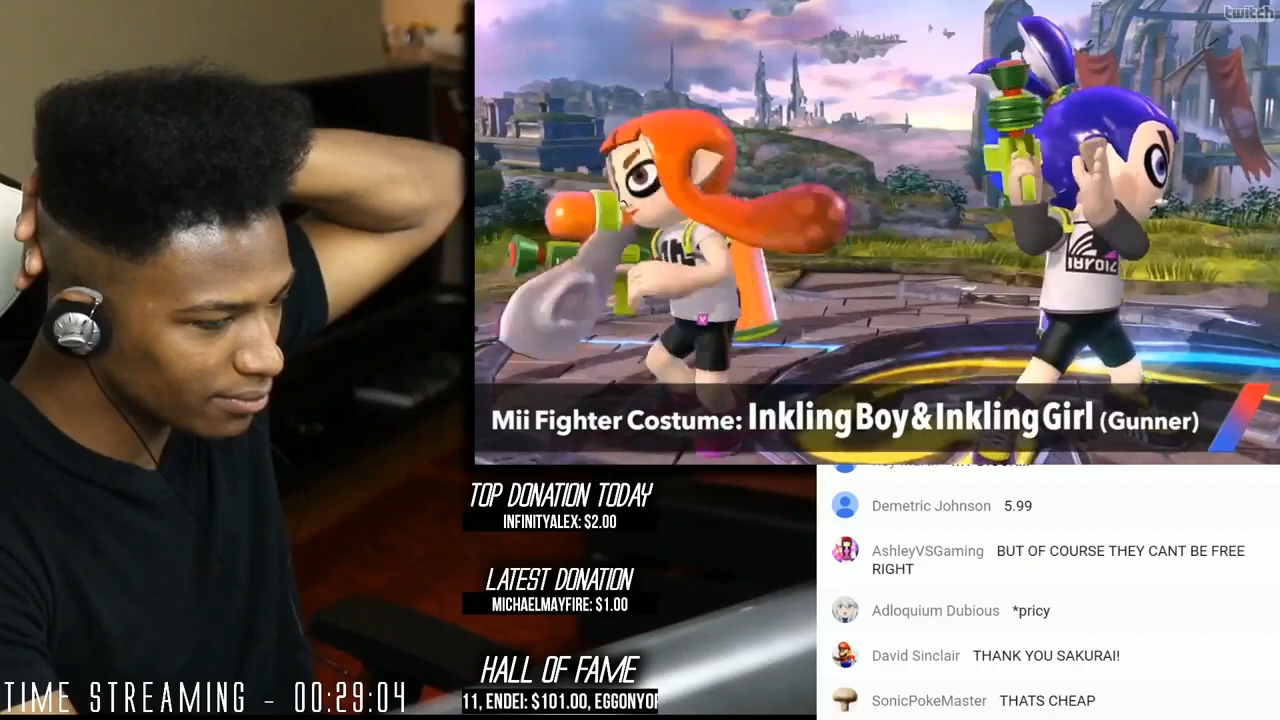 twitch
Mii Fighter Costume: Inkling Boy & Inkling Girl (Gunner)
TOP DONATION TODAY
INFINITYALEX: $2.00
LATEST DONATION
MICHAELMAYFIRE: $1.00
HALL OF FAME
11, ENDEI: $101.00, EGGONYO
TIME STREAMING - 00:29:04
Demetric Johnson 5.99
AshleyVSGaming BUT OF COURSE THEY CANT BE FREE
RIGHT
Adloquium Dubious *pricy
David Sinclair THANK YOU SAKURAI!
SonicPokeMaster THATS CHEAP